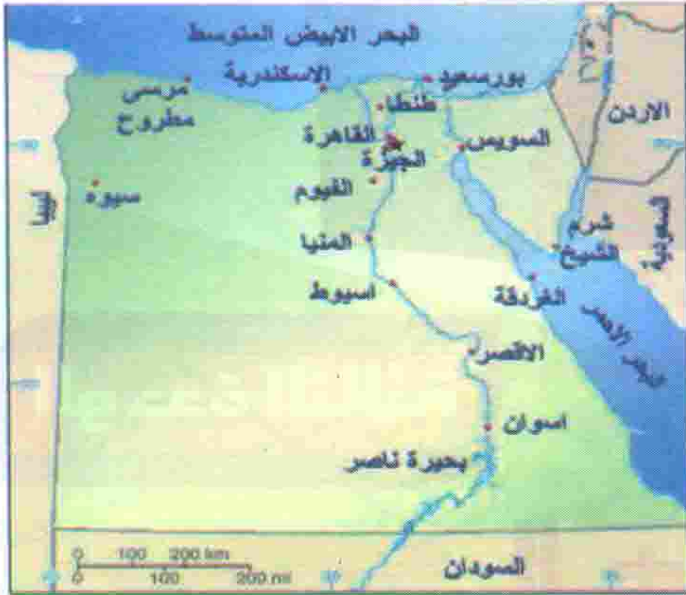 البحر الابيض المتوسط
مرسى
مطروح
الاسكندرية
بورسعيد
طنطا
القاهرة
الجيزة
السويس
الاردن
ليبيا
سيوة
الفيوم
المنيا
اسيوط
شرم
الشيخ
السعودية
الغردقة
البحر الاحمر
الاقصر
اسوان
بحيرة ناصر
السودان
0 100 200 km
0 100 200 mi